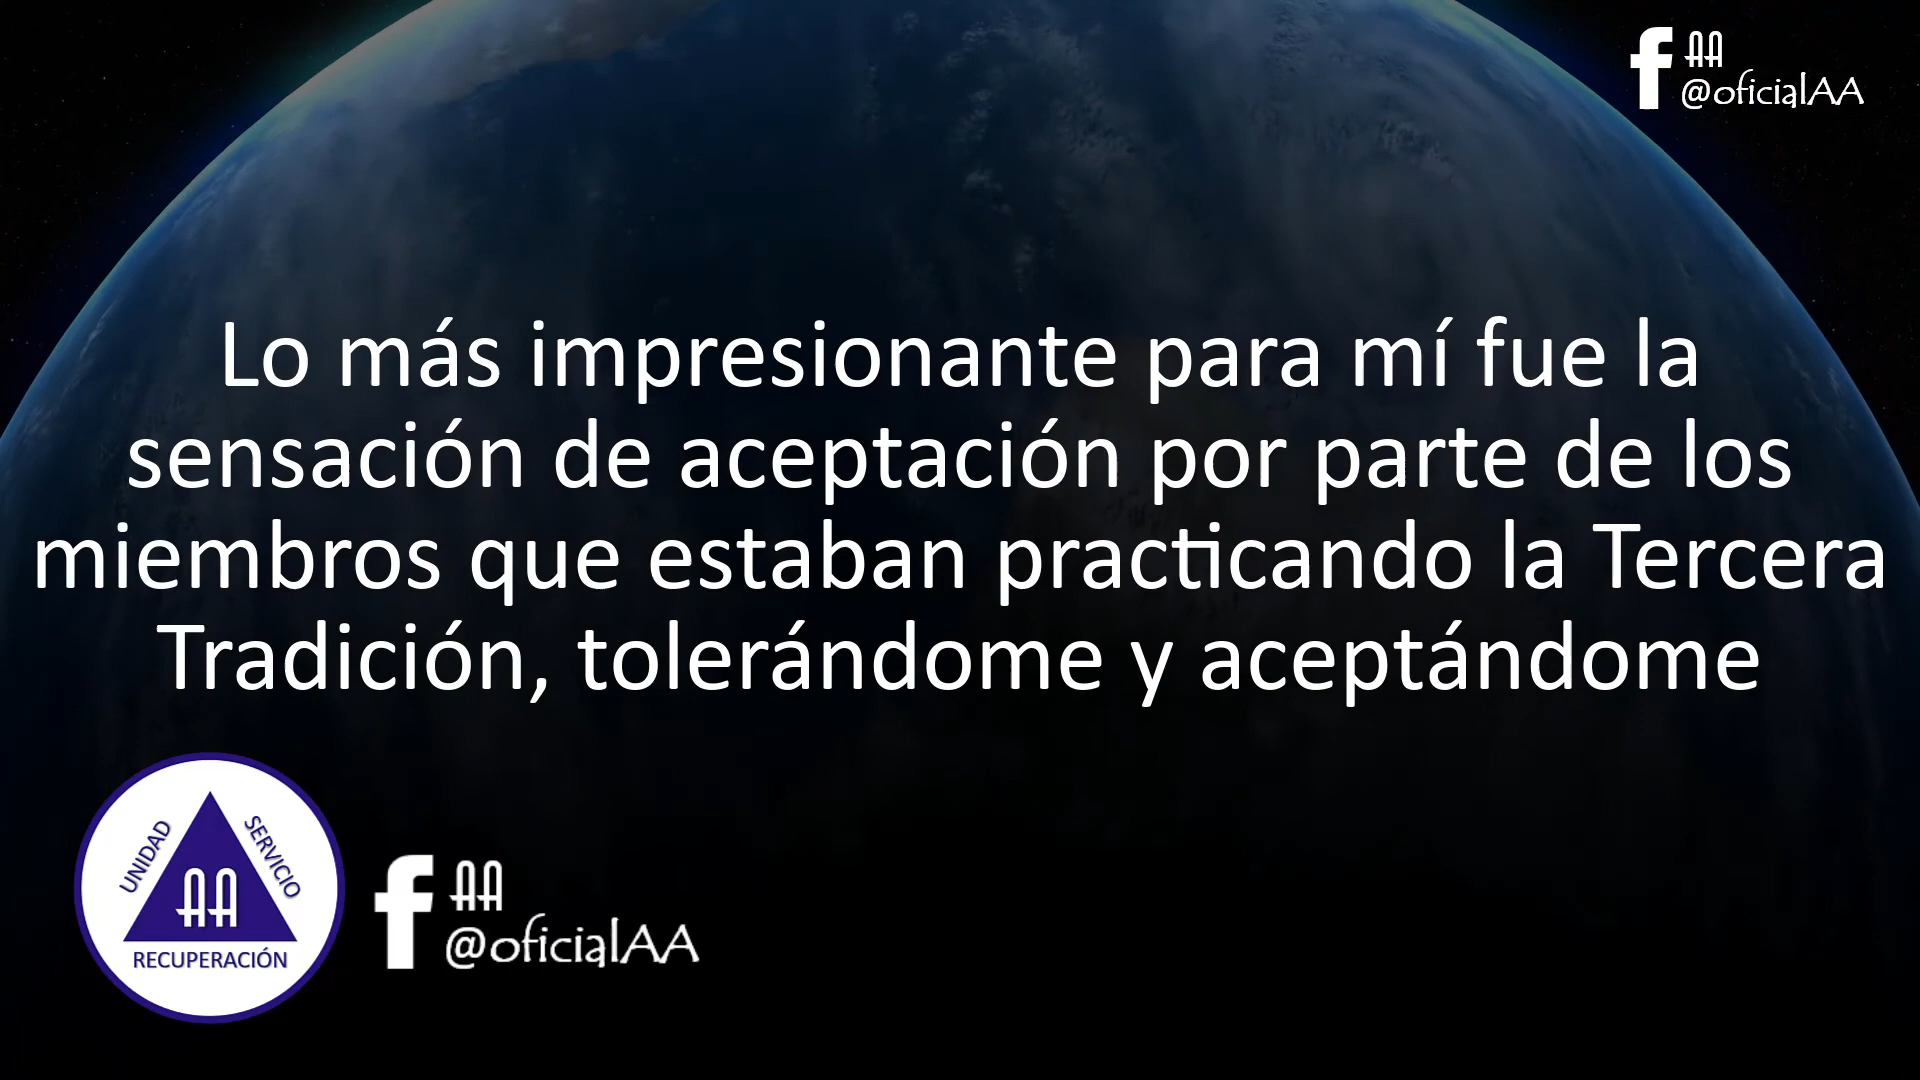 AA
@oficialAA
Lo más impresionante para mí fue la
sensación de aceptación por parte de los
miembros que estaban practicando la Tercera
Tradición, tolerándome y aceptándome
UNIDAD
SERVICIO
AA
RECUPERACIÓN
AA
@oficialAA